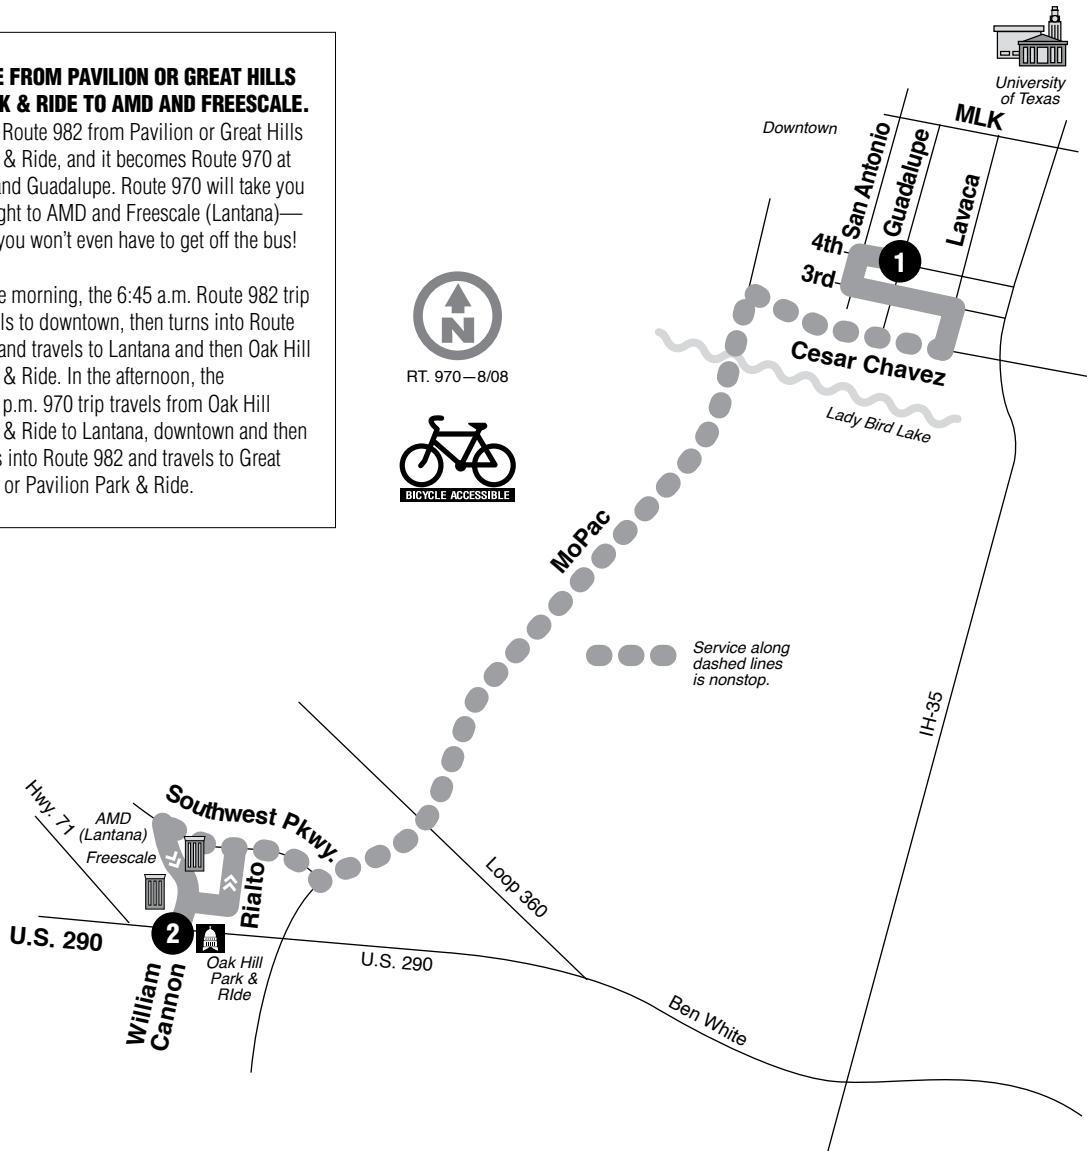 E FROM PAVILION OR GREAT HILLS
K & RIDE TO AMD AND FREESCALE.
Route 982 from Pavilion or Great Hills
& Ride, and it becomes Route 970 at
and Guadalupe. Route 970 will take you
ght to AMD and Freescale (Lantana)—
you won't even have to get off the bus!
e morning, the 6:45 a.m. Route 982 trip
ls to downtown, then turns into Route
and travels to Lantana and then Oak Hill
& Ride. In the afternoon, the
p.m. 970 trip travels from Oak Hill
& Ride to Lantana, downtown and then
s into Route 982 and travels to Great
or Pavilion Park & Ride.
N
RT. 970—8/08
BICYCLE ACCESSIBLE
University
of Texas
MLK
Downtown
San Antonio
Guadalupe
Lavaca
4th
1
3rd
Cesar Chavez
Lady Bird Lake
MoPac
Service along
dashed lines
is nonstop.
IH-35
Hwy. 71
AMD
(Lantana)
Freescale
Southwest Pkwy.
Rialto
Loop 360
U.S. 290
2
Oak Hill
Park &
RIde
U.S. 290
William
Cannon
Ben White